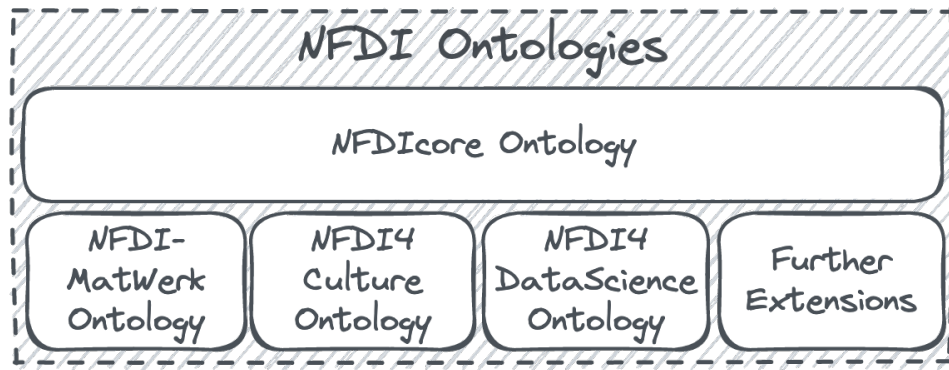 NFDI Ontologies
NFDIcore Ontology
NFDI-
MatWerk
Ontology
NFDI4
Culture
Ontology
NFDI4
DataScience
Ontology
Further
Extensions